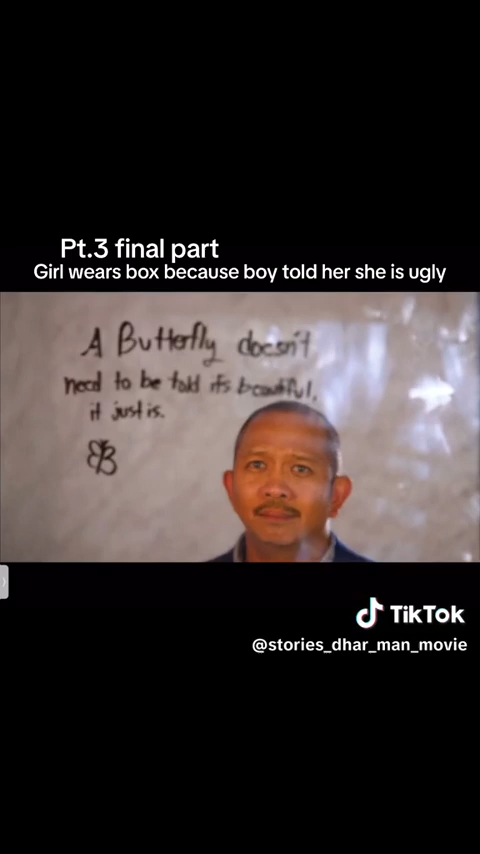 Pt.3 final part
Girl wears box because boy told her she is ugly
A Butterfly doesn't
need to be told it's beautiful,
it just is.
TikTok
@stories_dhar_man_movie